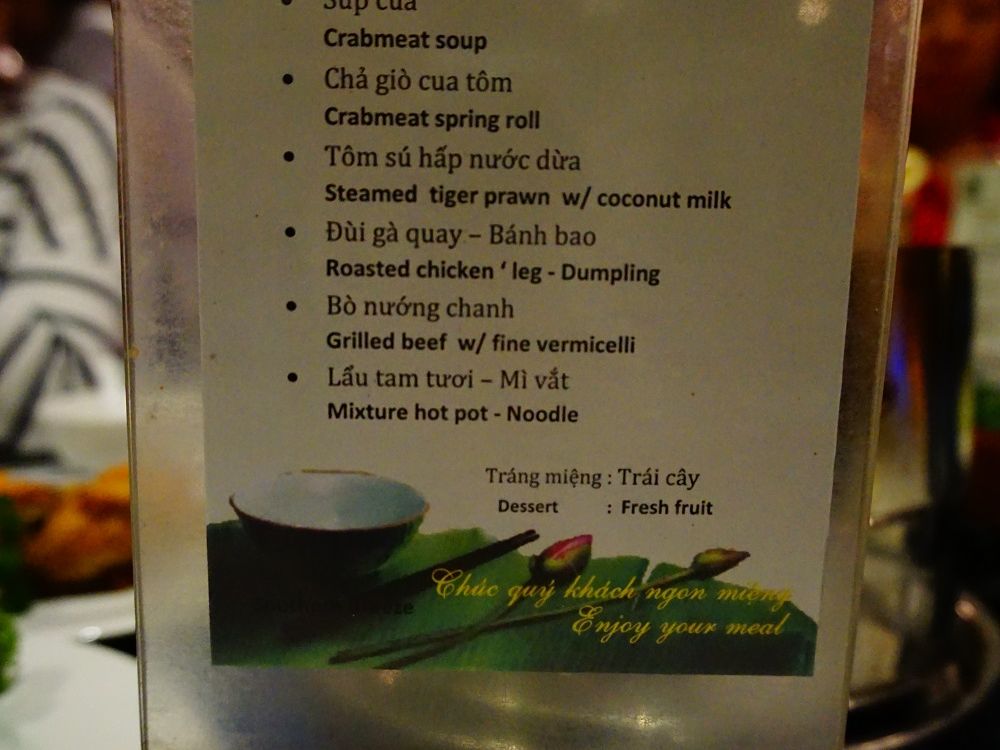 Súp cua
Crabmeat soup
Chả giò cua tôm
Crabmeat spring roll
Tôm sú hấp nước dừa
Steamed tiger prawn w/ coconut milk
Đùi gà quay – Bánh bao
Roasted chicken ‘ leg - Dumpling
Bò nướng chanh
Grilled beef w/ fine vermicelli
Lẩu tam tươi – Mì vắt
Mixture hot pot - Noodle
Tráng miệng : Trái cây
Dessert : Fresh fruit
Chúc quý khách ngon miệng
Enjoy your meal